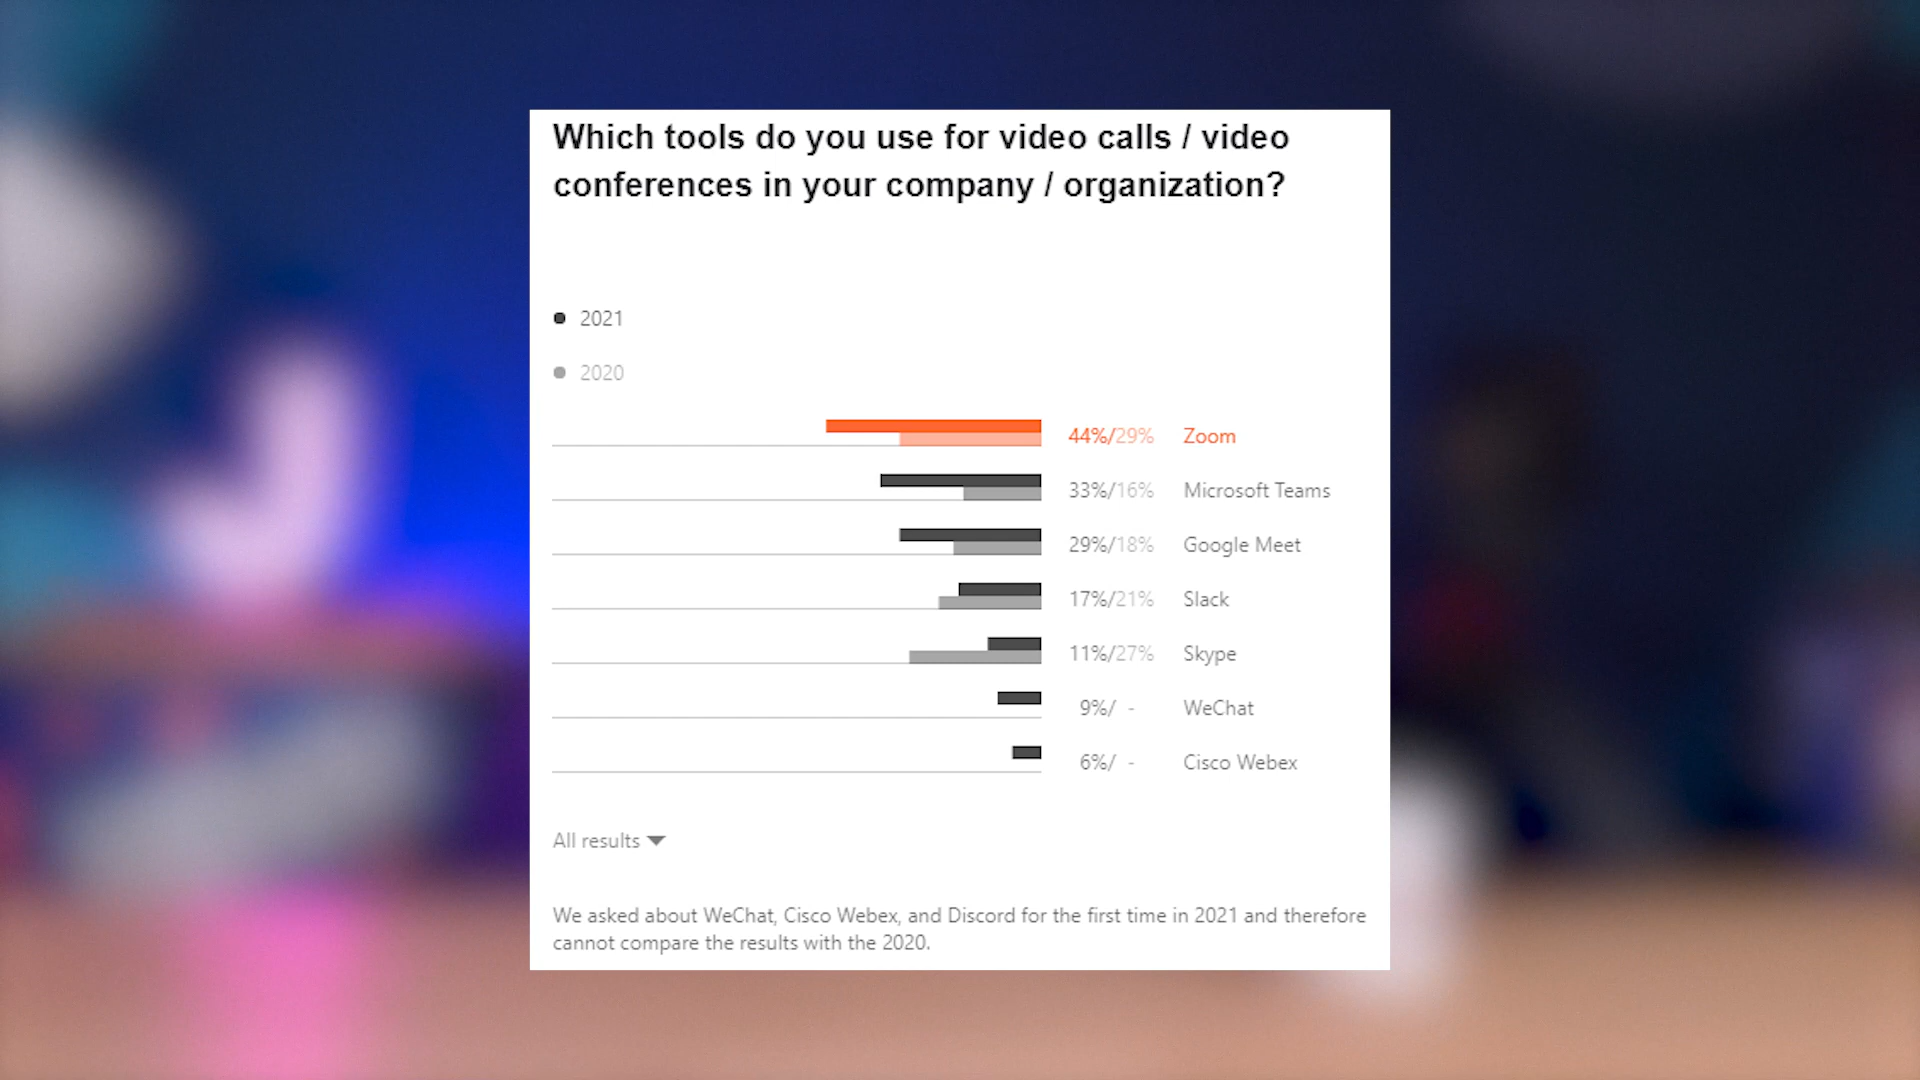 Which tools do you use for video calls / video
conferences in your company / organization?
2021
2020
44%/29% Zoom
33%/16% Microsoft Teams
29%/18% Google Meet
17%/21% Slack
11%/27% Skype
9%/ - WeChat
6%/ - Cisco Webex
All results
We asked about WeChat, Cisco Webex, and Discord for the first time in 2021 and therefore
cannot compare the results with the 2020.